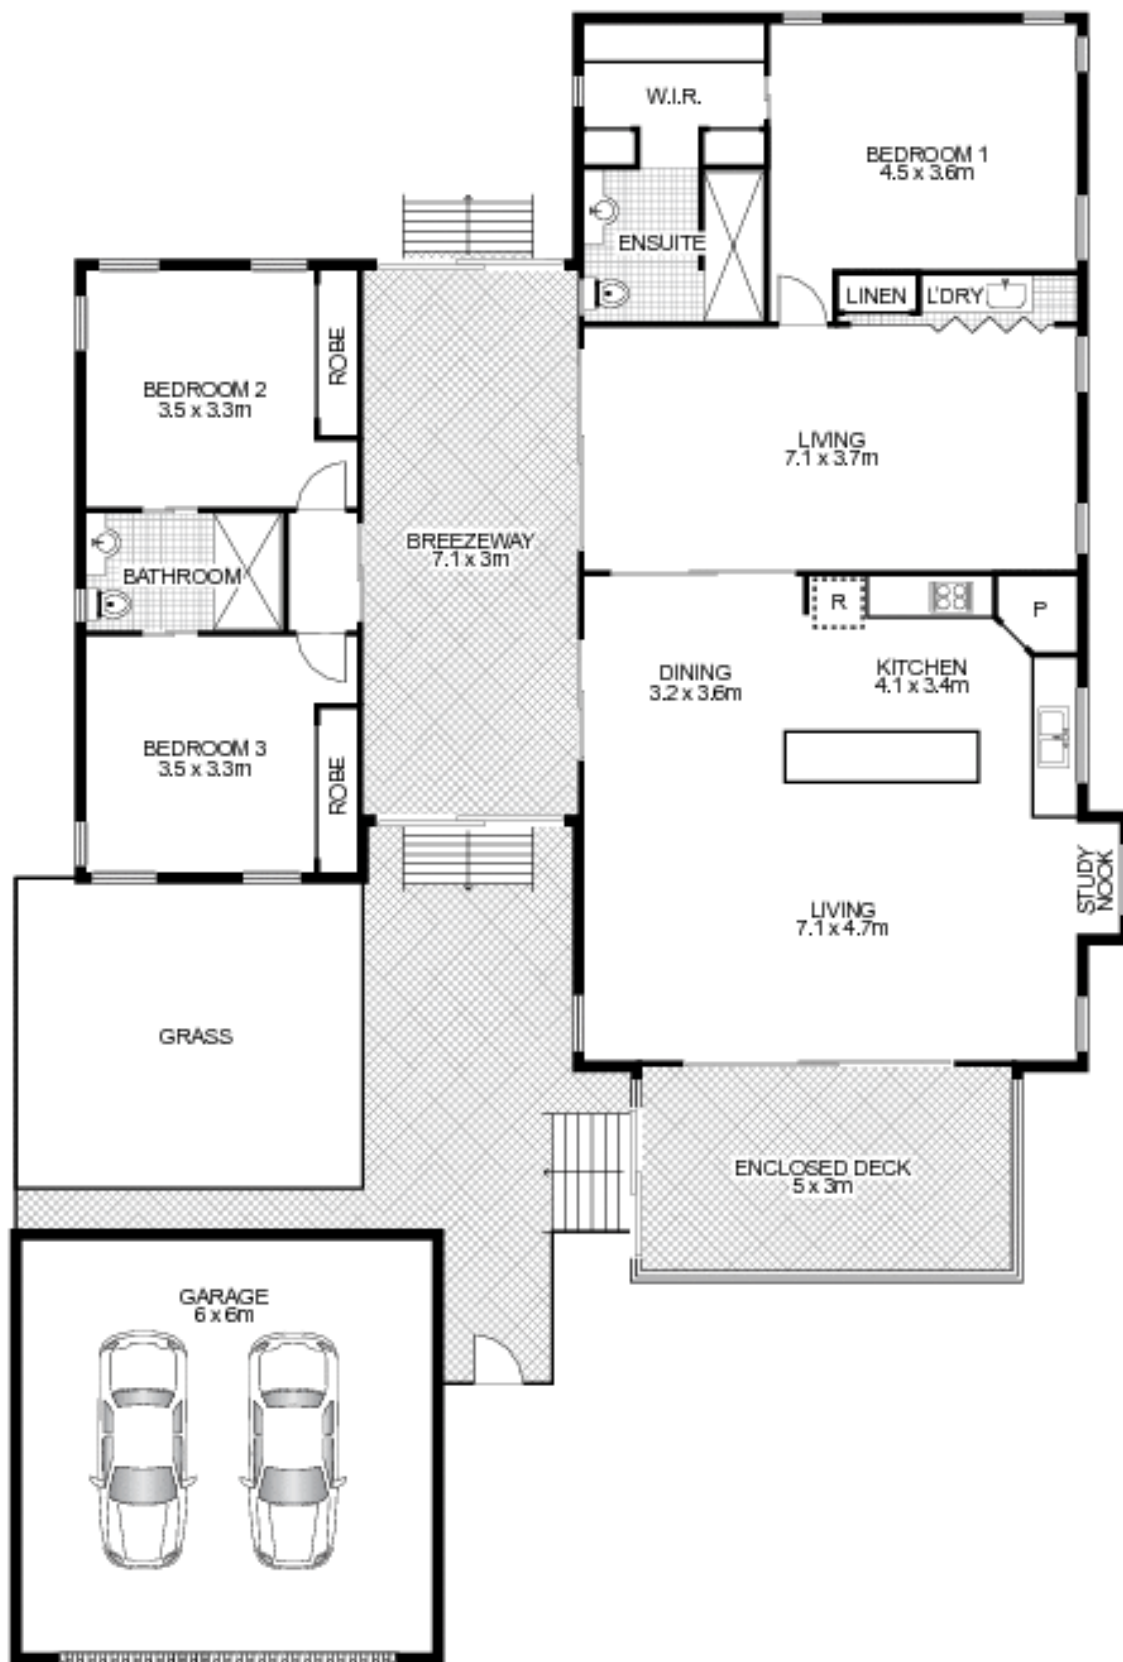 W.I.R.
BEDROOM 1
4.5 x 3.6m
ENSUITE
LINEN
L'DRY
ROBE
BEDROOM 2
3.5 x 3.3m
LIVING
7.1 x 3.7m
BREEZEWAY
7.1 x 3m
BATHROOM
R
P
DINING
3.2 x 3.6m
KITCHEN
4.1 x 3.4m
BEDROOM 3
3.5 x 3.3m
ROBE
STUDY
NOOK
LIVING
7.1 x 4.7m
GRASS
ENCLOSED DECK
5 x 3m
GARAGE
6 x 6m